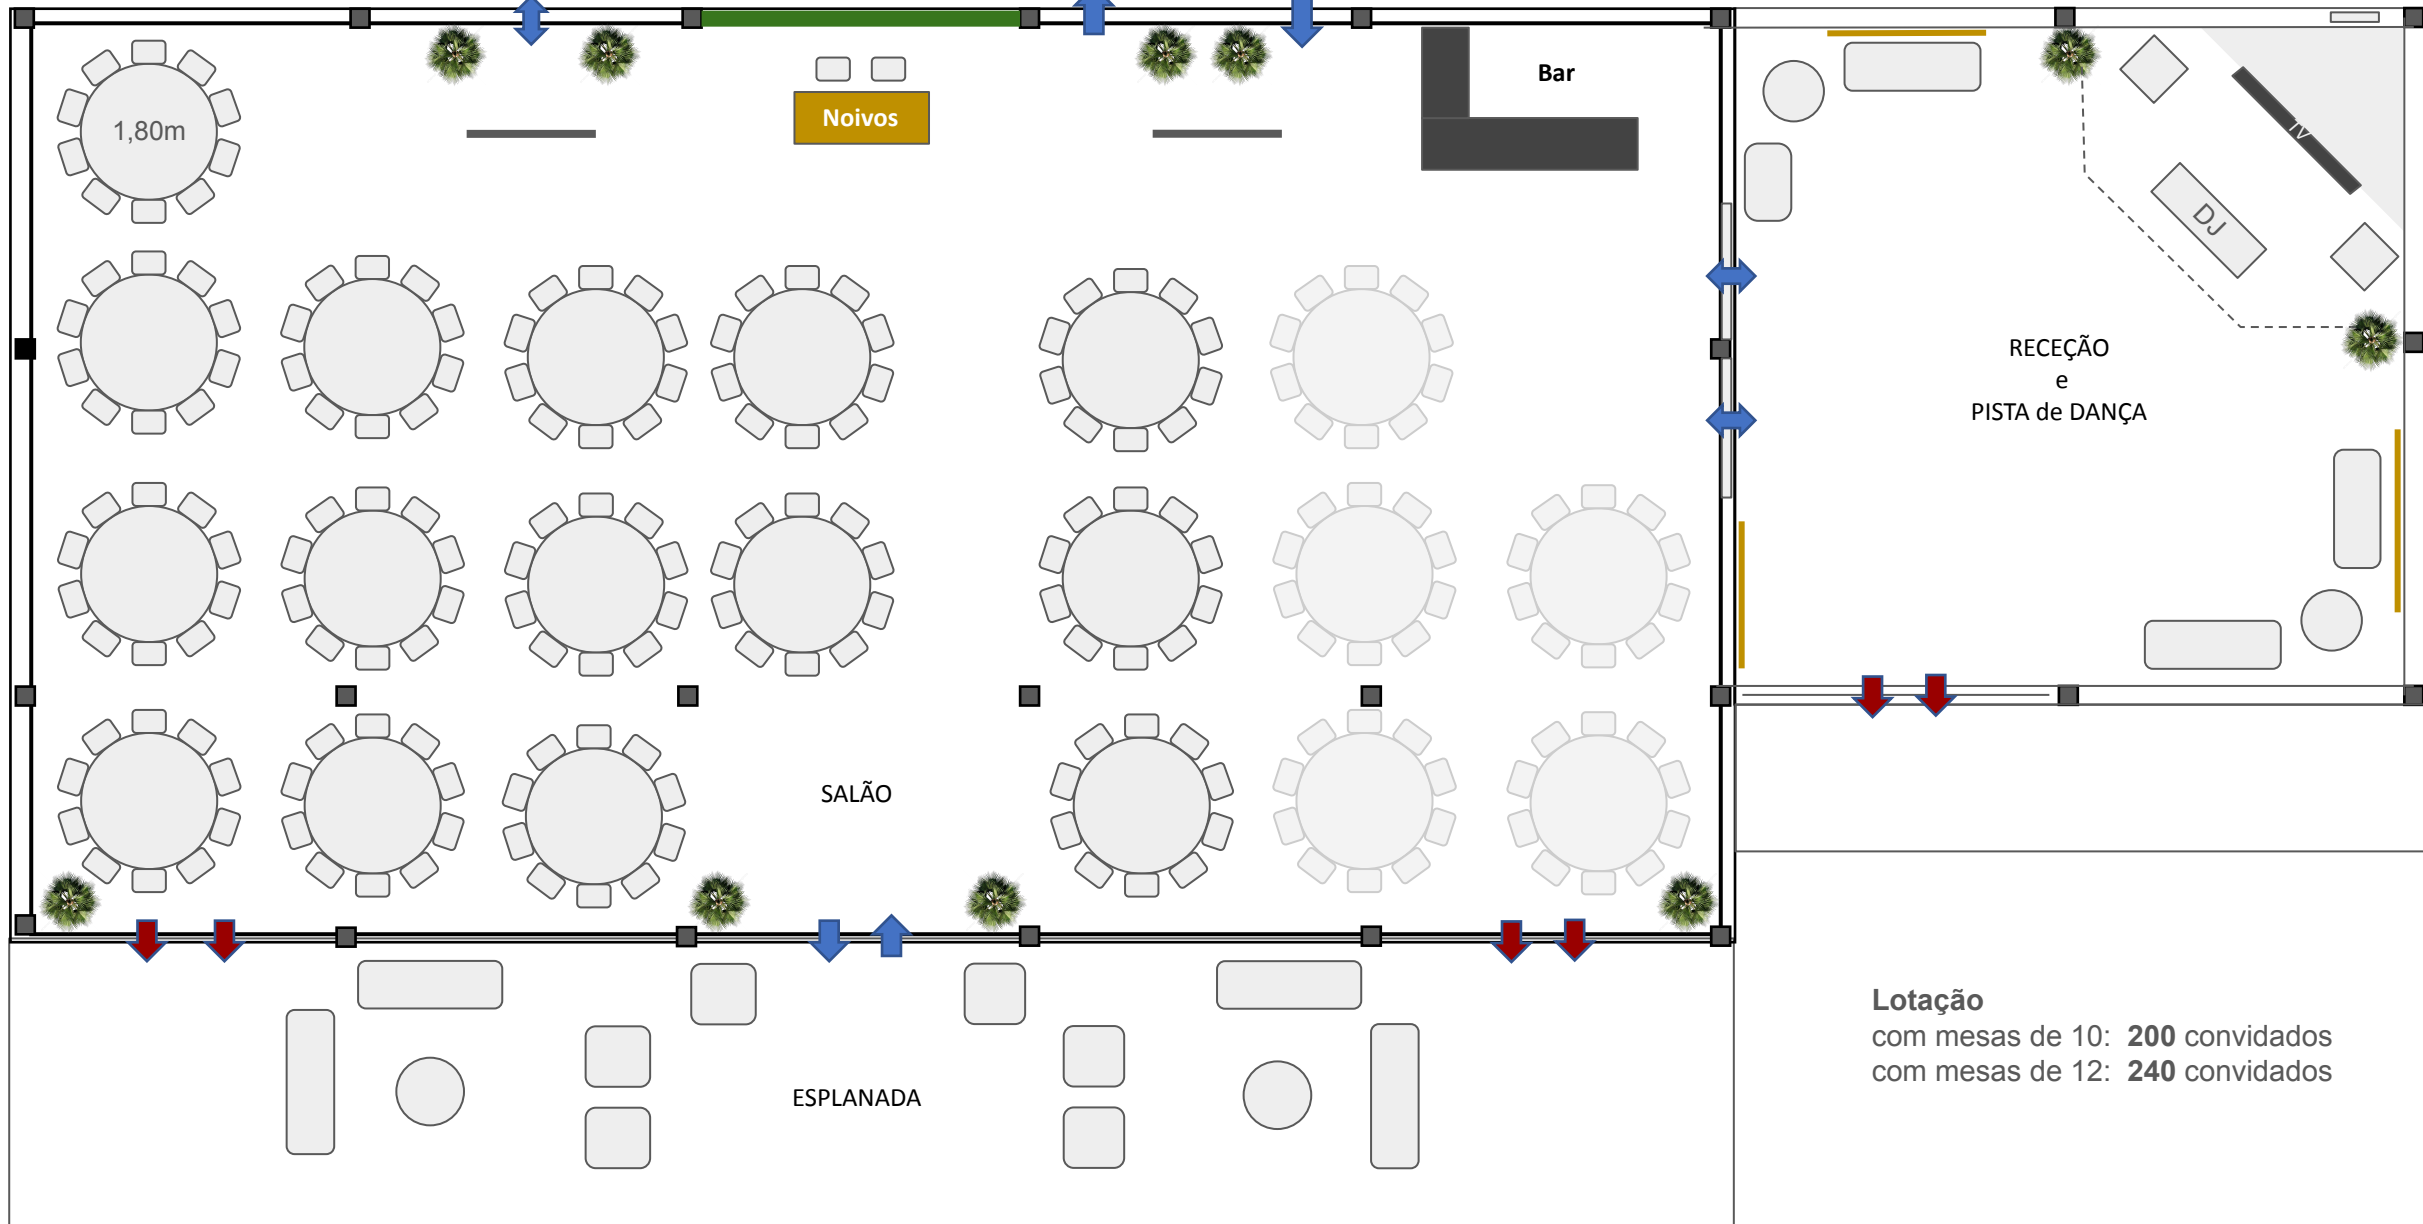 Bar
1,80m
Noivos
TV
DJ
RECEÇÃO
e
PISTA de DANÇA
SALÃO
Lotação
com mesas de 10: 200 convidados
com mesas de 12: 240 convidados
ESPLANADA